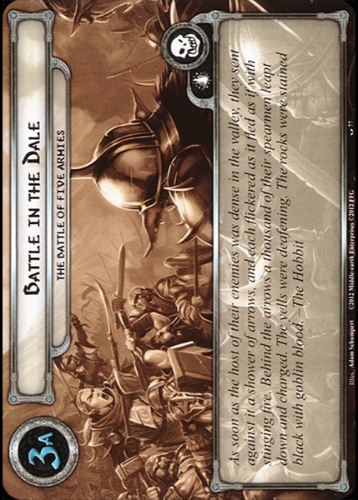 3A
BATTLE IN THE DALE
THE BATTLE OF FIVE ARMIES
As soon as the host of their enemies was dense in the valley, they sent
against it a shower of arrows, and each flickered as it fled as if with
stinging fire. Behind the arrows a thousand of their spearmen leapt
down and charged. The yells were deafening. The rocks were stained
black with goblin blood. –The Hobbit
Illus. Adam Schumpert ©2012 Middle-earth Enterprises ©2012 FFG 77